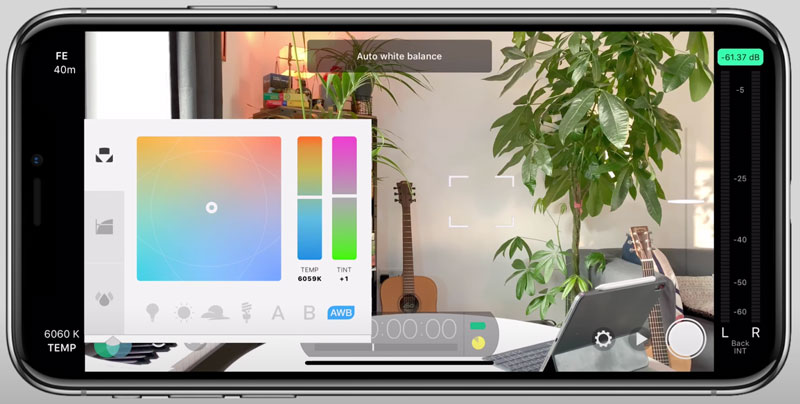 FE
40m
Auto white balance
-61.37 dB
-5
-25
-40
-50
-60
L R
Back
INT
TEMP
6059K
TINT
+1
A B AWB
0:00:00
6060 K
TEMP